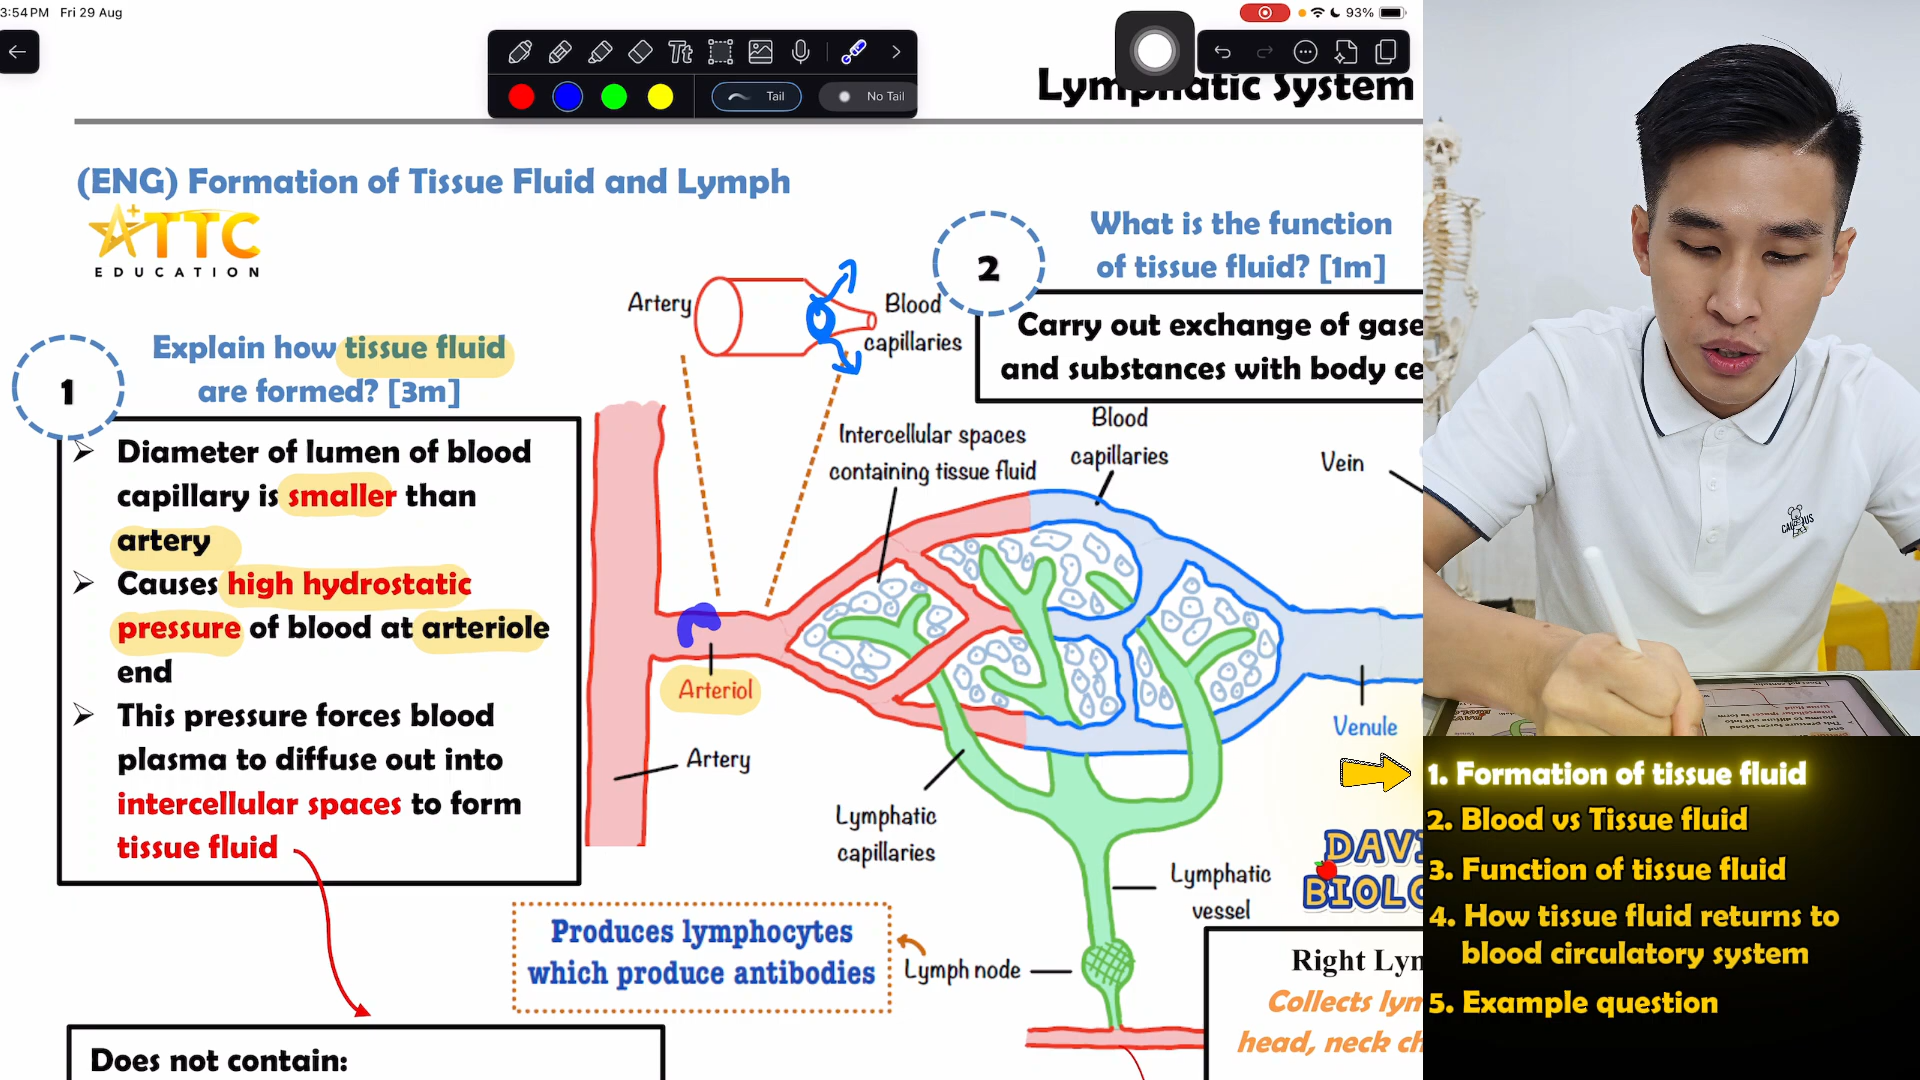 3:54 PM Fri 29 Aug
93%
Tt
Tail
No Tail
Lymphatic System
(ENG) Formation of Tissue Fluid and Lymph
ATTC
EDUCATION
1
Explain how tissue fluid
are formed? [3m]
➢ Diameter of lumen of blood
capillary is smaller than
artery
➢ Causes high hydrostatic
pressure of blood at arteriole
end
➢ This pressure forces blood
plasma to diffuse out into
intercellular spaces to form
tissue fluid
Does not contain:
Artery
Blood
capillaries
2
What is the function
of tissue fluid? [1m]
Carry out exchange of gase
and substances with body ce
Intercellular spaces
containing tissue fluid
Blood
capillaries
Vein
Arteriol
Artery
Venule
Lymphatic
capillaries
Lymphatic
vessel
Lymph node
Produces lymphocytes
which produce antibodies
DAVI
BIOLO
Right Lyn
Collects lyn
head, neck ch
1. Formation of tissue fluid
2. Blood vs Tissue fluid
3. Function of tissue fluid
4. How tissue fluid returns to
blood circulatory system
5. Example question